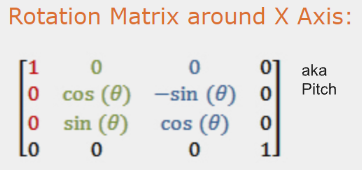 Rotation Matrix around X Axis:
1 0 0 0
0 cos (θ) −sin (θ) 0
0 sin (θ) cos (θ) 0
0 0 0 1
aka
Pitch